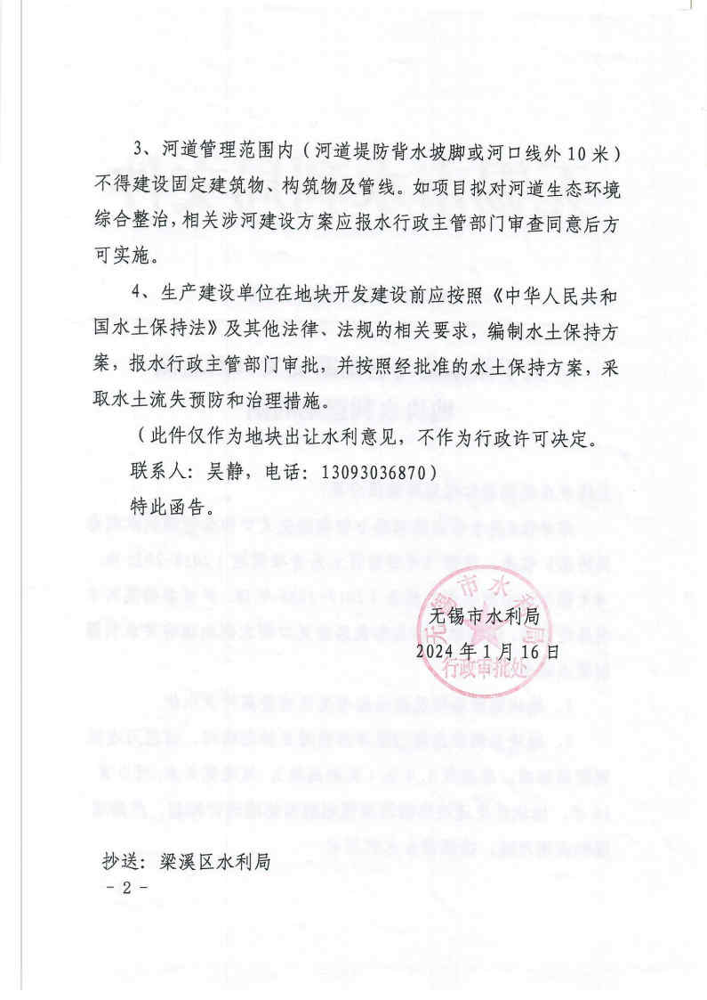 3、河道管理范围内（河道堤防背水坡脚或河口线外10米）
不得建设固定建筑物、构筑物及管线。如项目拟对河道生态环境
综合整治,相关涉河建设方案应报水行政主管部门审查同意后方
可实施。
4、生产建设单位在地块开发建设前应按照《中华人民共和
国水土保持法》及其他法律、法规的相关要求，编制水土保持方
案，报水行政主管部门审批，并按照经批准的水土保持方案，采
取水土流失预防和治理措施。
（此件仅作为地块出让水利意见，不作为行政许可决定。
联系人：吴静，电话：13093036870）
特此函告。
无锡市水利局
无锡市水利局
2024年1月16日
行政审批处
抄送：梁溪区水利局
- 2 -